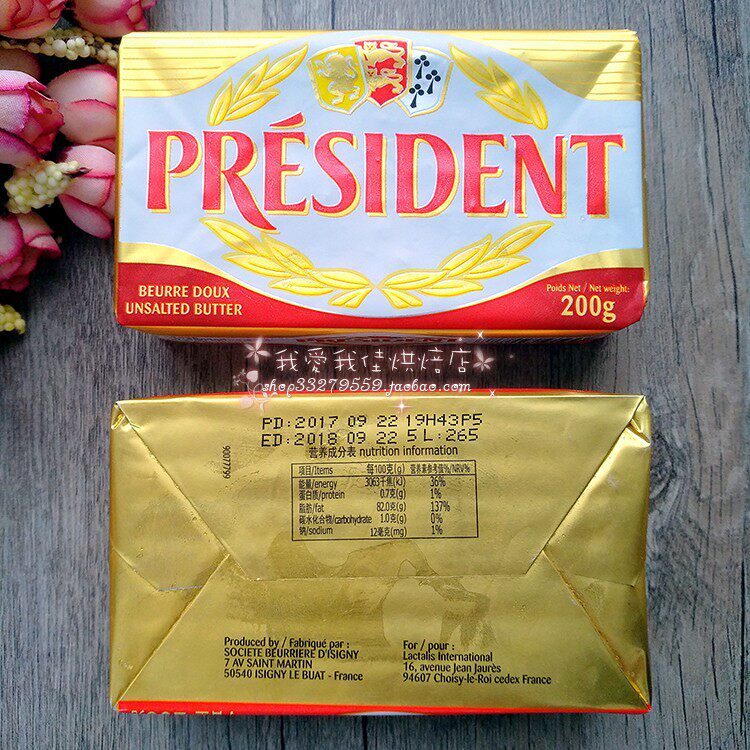 PRÉSIDENT
BEURRE DOUX
UNSALTED BUTTER
Poids Net / Net weight:
200g
我爱我佳烘焙店
shop33279559.taobao.com
PD:2017 09 22 19H43P5
ED:2018 09 22 5 L:265
营养成分表 nutrition information
项目/Items 每100克(g) 营养素参考值%/NRV%
能量/energy 3063千焦(kJ) 36%
蛋白质/protein 0.7克(g) 1%
脂肪/fat 82.0克(g) 137%
碳水化合物/carbohydrate 1.0克(g) 0%
钠/sodium 12毫克(mg) 1%
9007799
Produced by / Fabriqué par :
SOCIETE BEURRIERE D'ISIGNY
7 AV SAINT MARTIN
50540 ISIGNY LE BUAT - France
For / pour :
Lactalis International
16, avenue Jean Jaurès
94607 Choisy-le-Roi cedex France